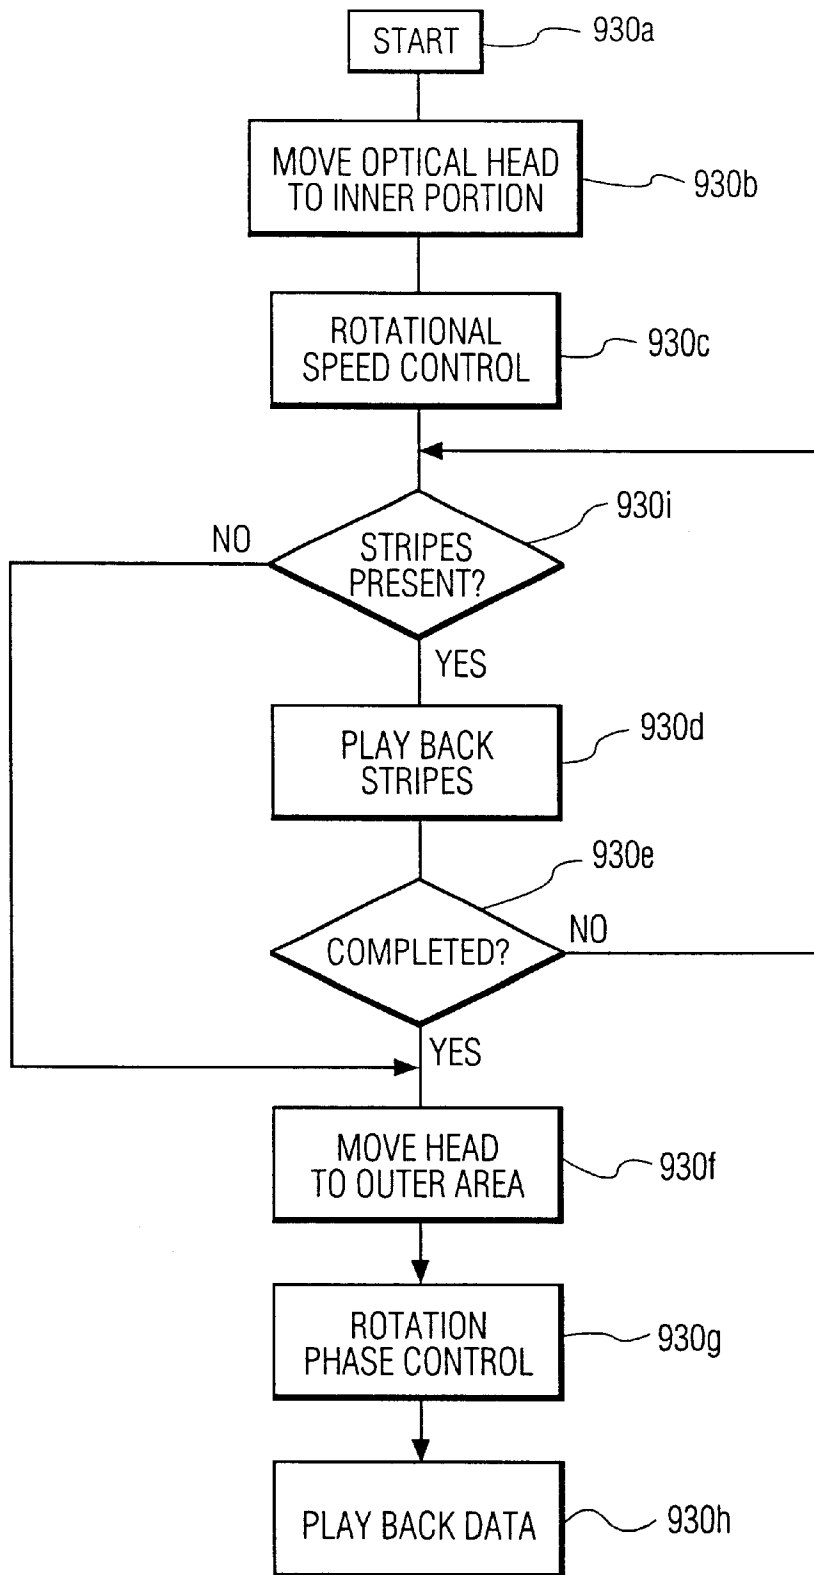 START
930a
MOVE OPTICAL HEAD
TO INNER PORTION
930b
ROTATIONAL
SPEED CONTROL
930c
930i
NO
STRIPES
PRESENT?
YES
PLAY BACK
STRIPES
930d
930e
COMPLETED?
NO
YES
MOVE HEAD
TO OUTER AREA
930f
ROTATION
PHASE CONTROL
930g
PLAY BACK DATA
930h